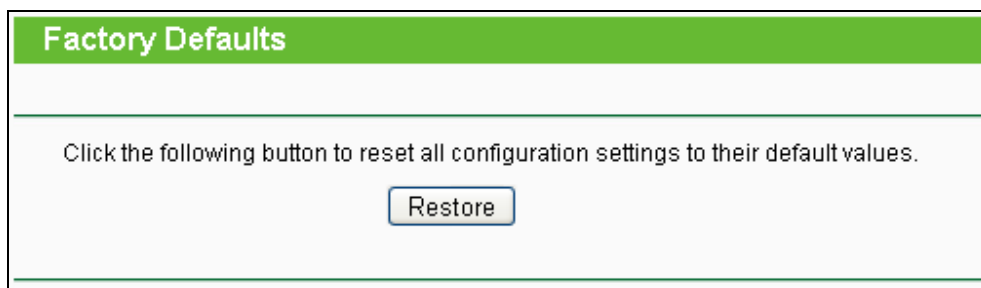 Factory Defaults
Click the following button to reset all configuration settings to their default values.
Restore